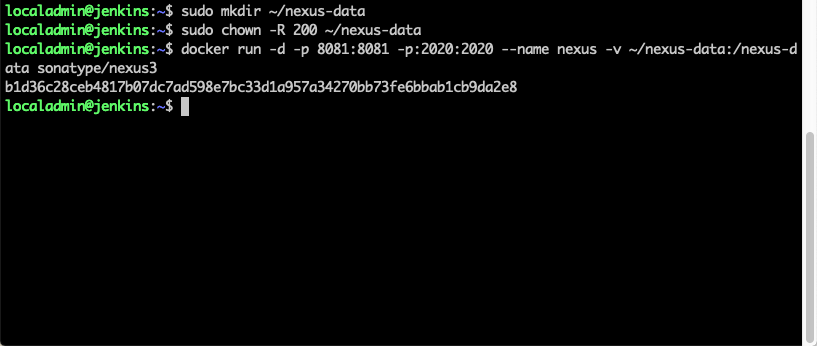 localadmin@jenkins:~$ sudo mkdir ~/nexus-data
localadmin@jenkins:~$ sudo chown -R 200 ~/nexus-data
localadmin@jenkins:~$ docker run -d -p 8081:8081 -p:2020:2020 --name nexus -v ~/nexus-data:/nexus-d
ata sonatype/nexus3
b1d36c28ceb4817b07dc7ad598e7bc33d1a957a34270bb73fe6bbab1cb9da2e8
localadmin@jenkins:~$